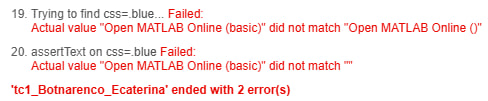 19. Trying to find css=.blue... Failed:
Actual value "Open MATLAB Online (basic)" did not match "Open MATLAB Online ()"
20. assertText on css=.blue Failed:
Actual value "Open MATLAB Online (basic)" did not match ""
'tc1_Botnarenco_Ecaterina' ended with 2 error(s)